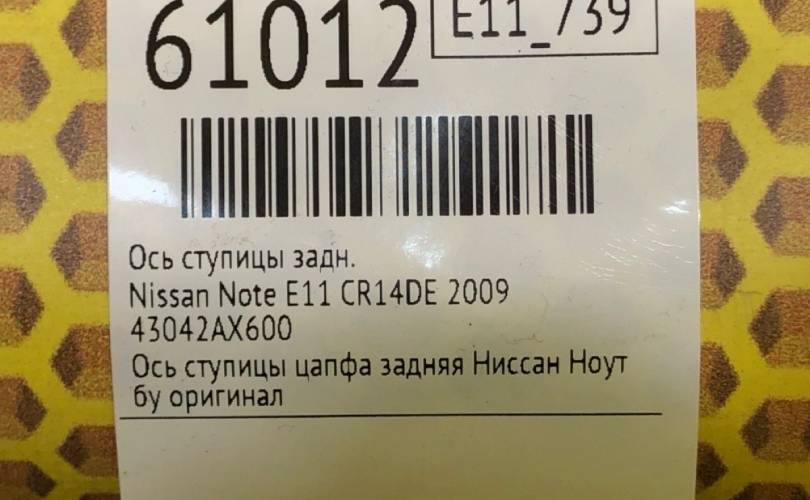 61012
E11_739
Ось ступицы задн.
Nissan Note E11 CR14DE 2009
43042AX600
Ось ступицы цапфа задняя Ниссан Ноут
бу оригинал